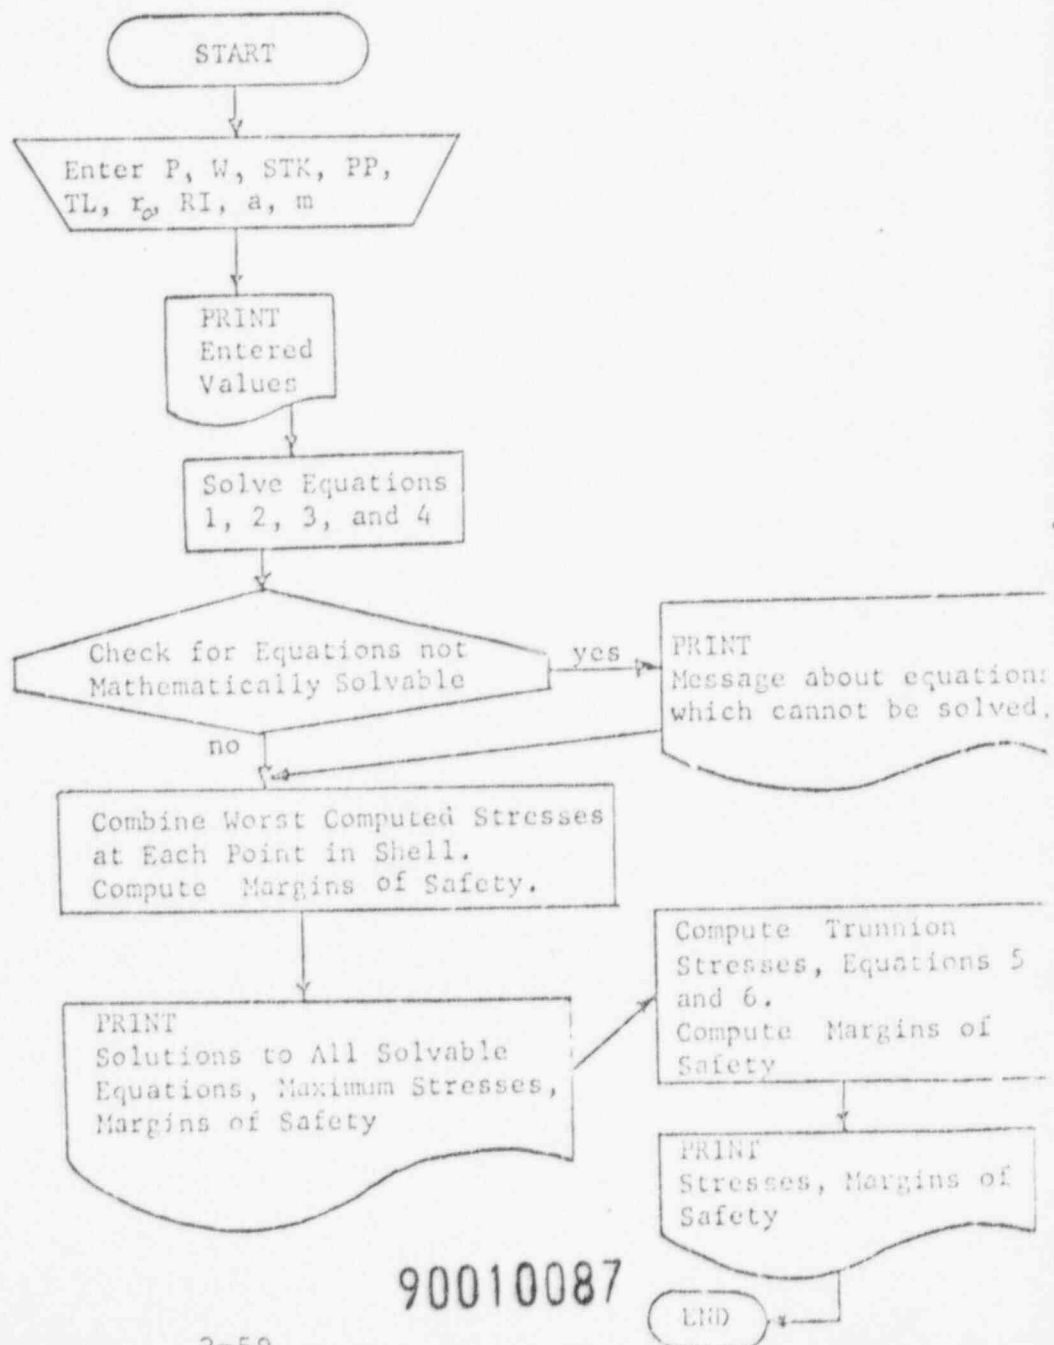 START
Enter P, W, STK, PP,
TL, ro, RI, a, m
PRINT
Entered
Values
Solve Equations
1, 2, 3, and 4
Check for Equations not
Mathematically Solvable
yes
PRINT
Message about equations
which cannot be solved.
no
Combine Worst Computed Stresses
at Each Point in Shell.
Compute Margins of Safety.
PRINT
Solutions to All Solvable
Equations, Maximum Stresses,
Margins of Safety
Compute Trunnion
Stresses, Equations 5
and 6.
Compute Margins of
Safety
PRINT
Stresses, Margins of
Safety
END
90010087